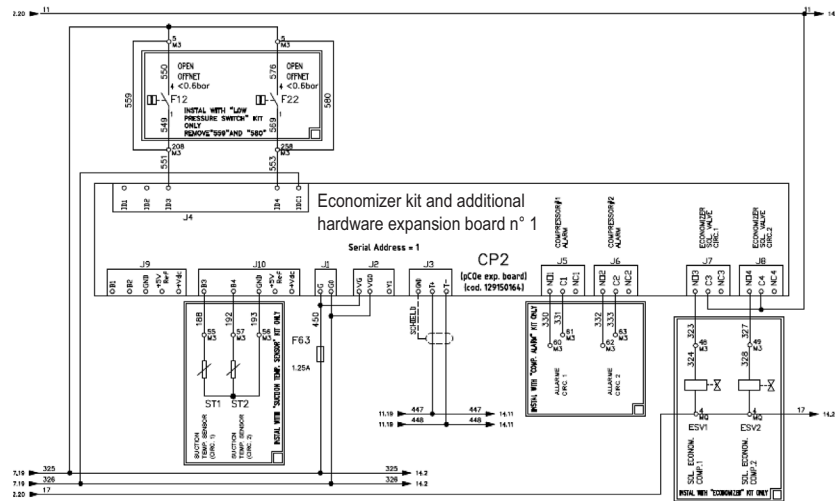 2.20 11 11 14
5 M3 5 M3
559 550 OPEN OFFNET <0.6bar 576 OPEN OFFNET <0.6bar 580
F12 F22
1 1
INSTAL WITH "LOW
PRESSURE SWITCH" KIT
ONLY
REMOVE"559"AND "580"
549 569
208 M3 258 M3
551 553
ID1 ID2 ID3 ID4 IDC1
J4
Economizer kit and additional
hardware expansion board n° 1
Serial Address = 1
CP2
(pCOe exp. board)
(cod. 129150164)
COMPRESSOR#1
ALARM
COMPRESSOR#2
ALARM
ECONOMIZER
SOL. VALVE
CIRC.1
ECONOMIZER
SOL. VALVE
CIRC.2
J9 J10 J1 J2 J3 J5 J6 J7 J8
B1 B2 GND +5V Ref +Vdc
B3 B4 GND +5V Ref +Vdc
G G0 VG VG0 Y1
GND T+ T-
NO1 C1 NC1 NO2 C2 NC2
NO3 C3 NC3 NO4 C4 NC4
188 192 193
55 M3 57 M3 56 M3
ST1 ST2
SUCTION
TEMP. SENSOR
(CIRC. 1)
SUCTION
TEMP. SENSOR
(CIRC. 2)
INSTAL WITH "SUCTION TEMP. SENSOR" KIT ONLY
450
F63
1.25A
SCHIELD
11.19 447 447 14.11
11.19 448 448 14.11
330 331 332 333
60 M3 61 M3 62 M3 63 M3
ALLARME
CIRC. 1
ALLARME
CIRC. 2
INSTAL WITH "COMP. ALARM" KIT ONLY
323 327
48 M3 49 M3
324 328
4 MQ 4 MQ
17 14.2
ESV1 ESV2
SOL. ECONOM.
COMP.1
SOL. ECONOM.
COMP.2
INSTAL WITH "ECONOMIZER" KIT ONLY
7.19 325 325 14.2
7.19 326 326 14.2
2.20 17